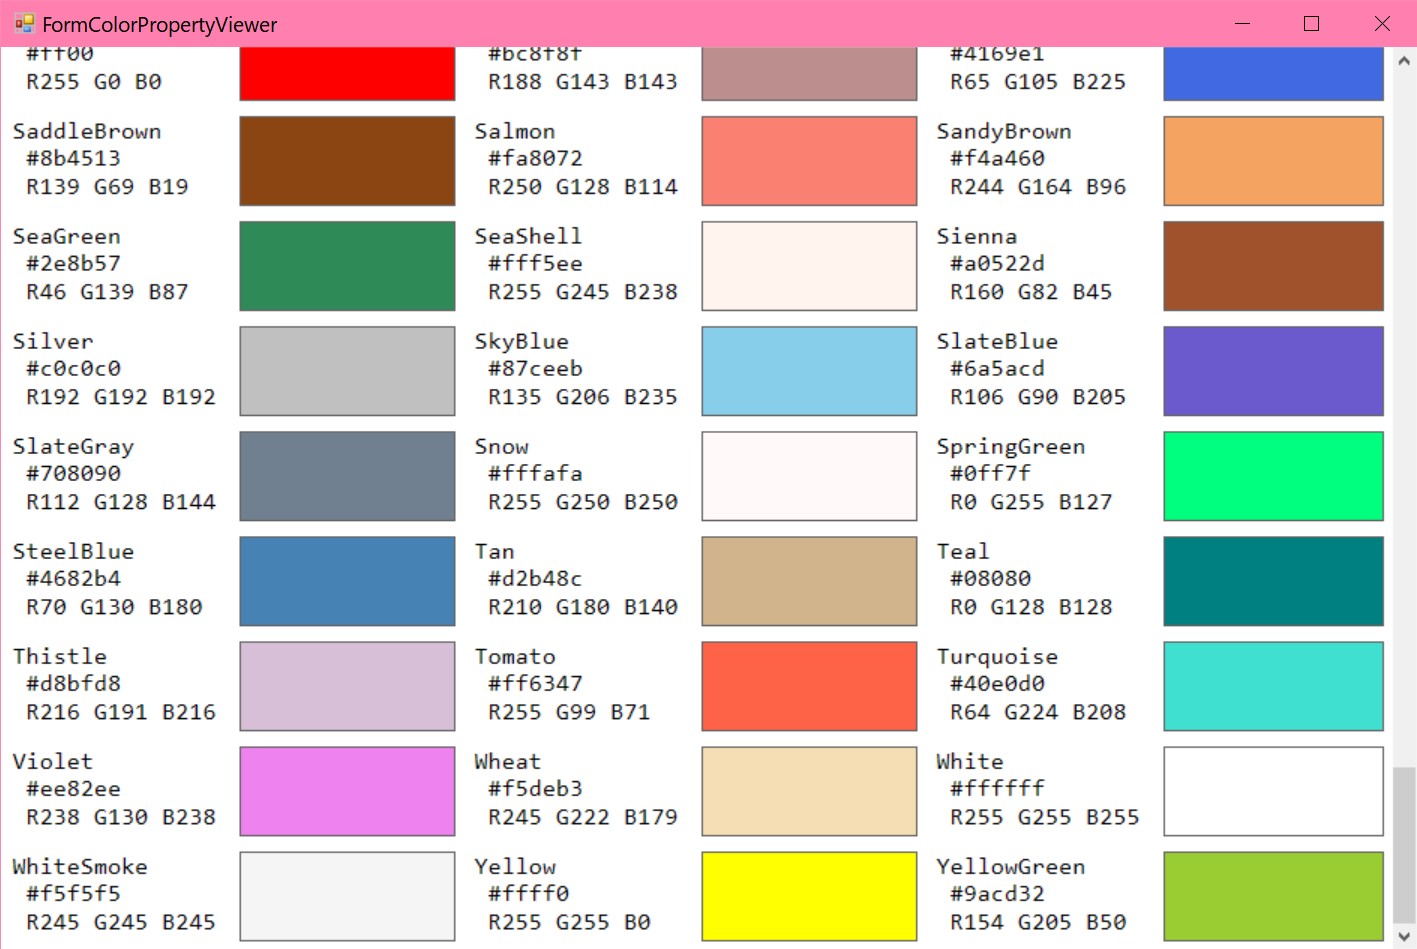 FormColorPropertyViewer
#ff00
#bc8f8f
#4169e1
R255 G0 B0
R188 G143 B143
R65 G105 B225
SaddleBrown
Salmon
SandyBrown
#8b4513
#fa8072
#f4a460
R139 G69 B19
R250 G128 B114
R244 G164 B96
SeaGreen
SeaShell
Sienna
#2e8b57
#fff5ee
#a0522d
R46 G139 B87
R255 G245 B238
R160 G82 B45
Silver
SkyBlue
SlateBlue
#c0c0c0
#87ceeb
#6a5acd
R192 G192 B192
R135 G206 B235
R106 G90 B205
SlateGray
Snow
SpringGreen
#708090
#fffafa
#0ff7f
R112 G128 B144
R255 G250 B250
R0 G255 B127
SteelBlue
Tan
Teal
#4682b4
#d2b48c
#08080
R70 G130 B180
R210 G180 B140
R0 G128 B128
Thistle
Tomato
Turquoise
#d8bfd8
#ff6347
#40e0d0
R216 G191 B216
R255 G99 B71
R64 G224 B208
Violet
Wheat
White
#ee82ee
#f5deb3
#ffffff
R238 G130 B238
R245 G222 B179
R255 G255 B255
WhiteSmoke
Yellow
YellowGreen
#f5f5f5
#ffff0
#9acd32
R245 G245 B245
R255 G255 B0
R154 G205 B50